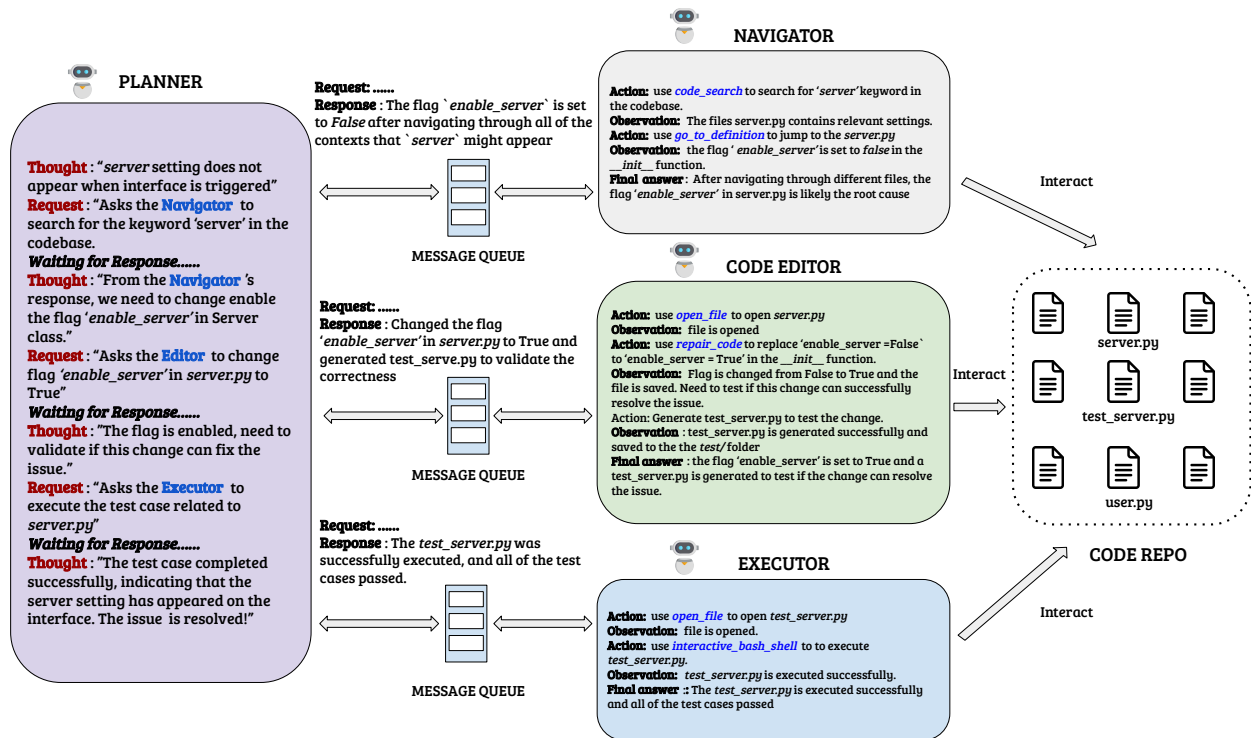 PLANNER
Thought : “server setting does not
appear when interface is triggered”
Request : “Asks the Navigator to
search for the keyword ‘server’ in the
codebase.
Waiting for Response......
Thought : “From the Navigator ’s
response, we need to change enable
the flag ‘enable_server’ in Server
class.”
Request : “Asks the Editor to change
flag ‘enable_server’ in server.py to
True”
Waiting for Response......
Thought : ”The flag is enabled, need to
validate if this change can fix the
issue.”
Request : “Asks the Executor to
execute the test case related to
server.py”
Waiting for Response......
Thought : ”The test case completed
successfully, indicating that the
server setting has appeared on the
interface. The issue is resolved!”
Request: ......
Response : The flag `enable_server` is set
to False after navigating through all of the
contexts that `server` might appear
MESSAGE QUEUE
Request: ......
Response : Changed the flag
‘enable_server’ in server.py to True and
generated test_serve.py to validate the
correctness
MESSAGE QUEUE
Request: ......
Response : The test_server.py was
successfully executed, and all of the test
cases passed.
MESSAGE QUEUE
NAVIGATOR
Action: use code_search to search for ‘server’ keyword in
the codebase.
Observation: The files server.py contains relevant settings.
Action: use go_to_definition to jump to the server.py
Observation: the flag ‘ enable_server’ is set to false in the
__init__ function.
Final answer : After navigating through different files, the
flag ‘enable_server’ in server.py is likely the root cause
CODE EDITOR
Action: use open_file to open server.py
Observation: file is opened
Action: use repair_code to replace ‘enable_server =False`
to ‘enable_server = True’ in the __init__ function.
Observation: Flag is changed from False to True and the
file is saved. Need to test if this change can successfully
resolve the issue.
Action: Generate test_server.py to test the change.
Observation : test_server.py is generated successfully and
saved to the the test/ folder
Final answer : the flag ‘enable_server’ is set to True and a
test_server.py is generated to test if the change can resolve
the issue.
EXECUTOR
Action: use open_file to open test_server.py
Observation: file is opened.
Action: use interactive_bash_shell to to execute
test_server.py.
Observation: test_server.py is executed successfully.
Final answer :: The test_server.py is executed successfully
and all of the test cases passed
Interact
Interact
Interact
server.py
test_server.py
user.py
CODE REPO